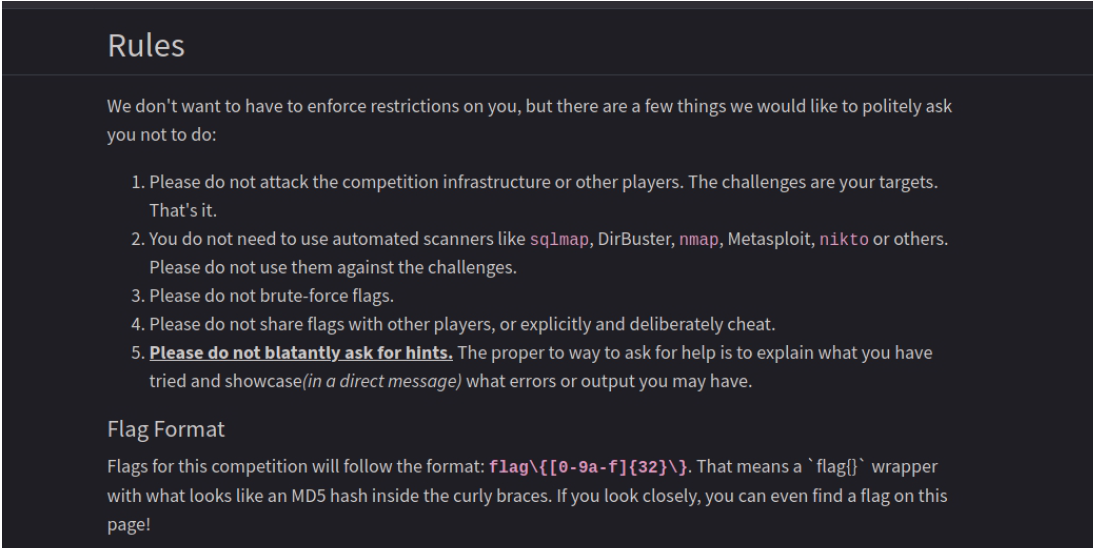 Rules
We don't want to have to enforce restrictions on you, but there are a few things we would like to politely ask
you not to do:
1. Please do not attack the competition infrastructure or other players. The challenges are your targets.
That's it.
2. You do not need to use automated scanners like sqlmap, DirBuster, nmap, Metasploit, nikto or others.
Please do not use them against the challenges.
3. Please do not brute-force flags.
4. Please do not share flags with other players, or explicitly and deliberately cheat.
5. Please do not blatantly ask for hints. The proper to way to ask for help is to explain what you have
tried and showcase(in a direct message) what errors or output you may have.
Flag Format
Flags for this competition will follow the format: flag\{[0-9a-f]{32}\}. That means a `flag{}` wrapper
with what looks like an MD5 hash inside the curly braces. If you look closely, you can even find a flag on this
page!